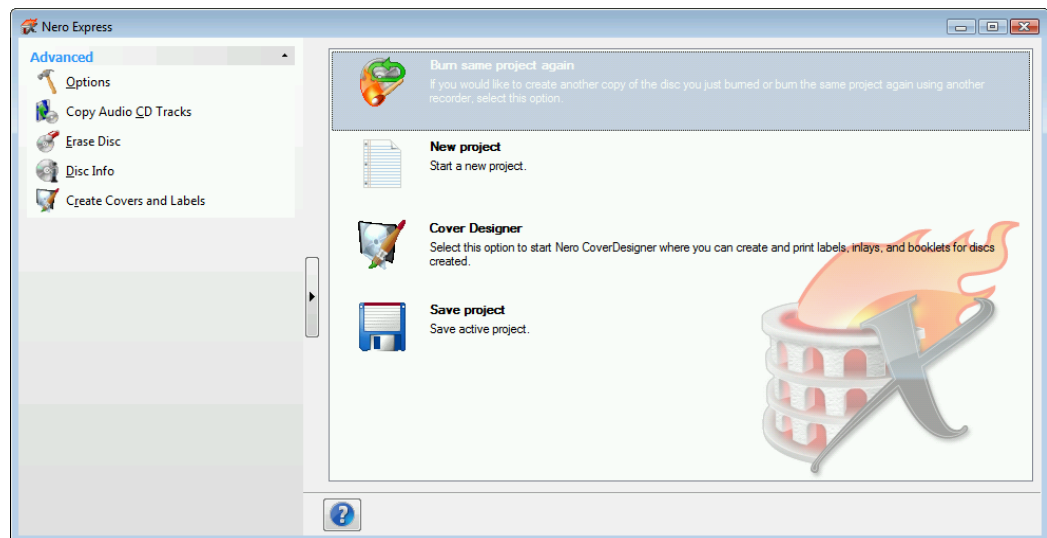 Nero Express
Advanced
Options
Copy Audio CD Tracks
Erase Disc
Disc Info
Create Covers and Labels
Burn same project again
If you would like to create another copy of the disc you just burned or burn the same project again using another
recorder, select this option.
New project
Start a new project.
Cover Designer
Select this option to start Nero CoverDesigner where you can create and print labels, inlays, and booklets for discs
created.
Save project
Save active project.